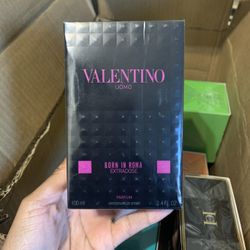 VALENTINO
UOMO
BORN IN ROMA
EXTRADOSE
PARFUM
100 ml
3.4 FL. OZ.